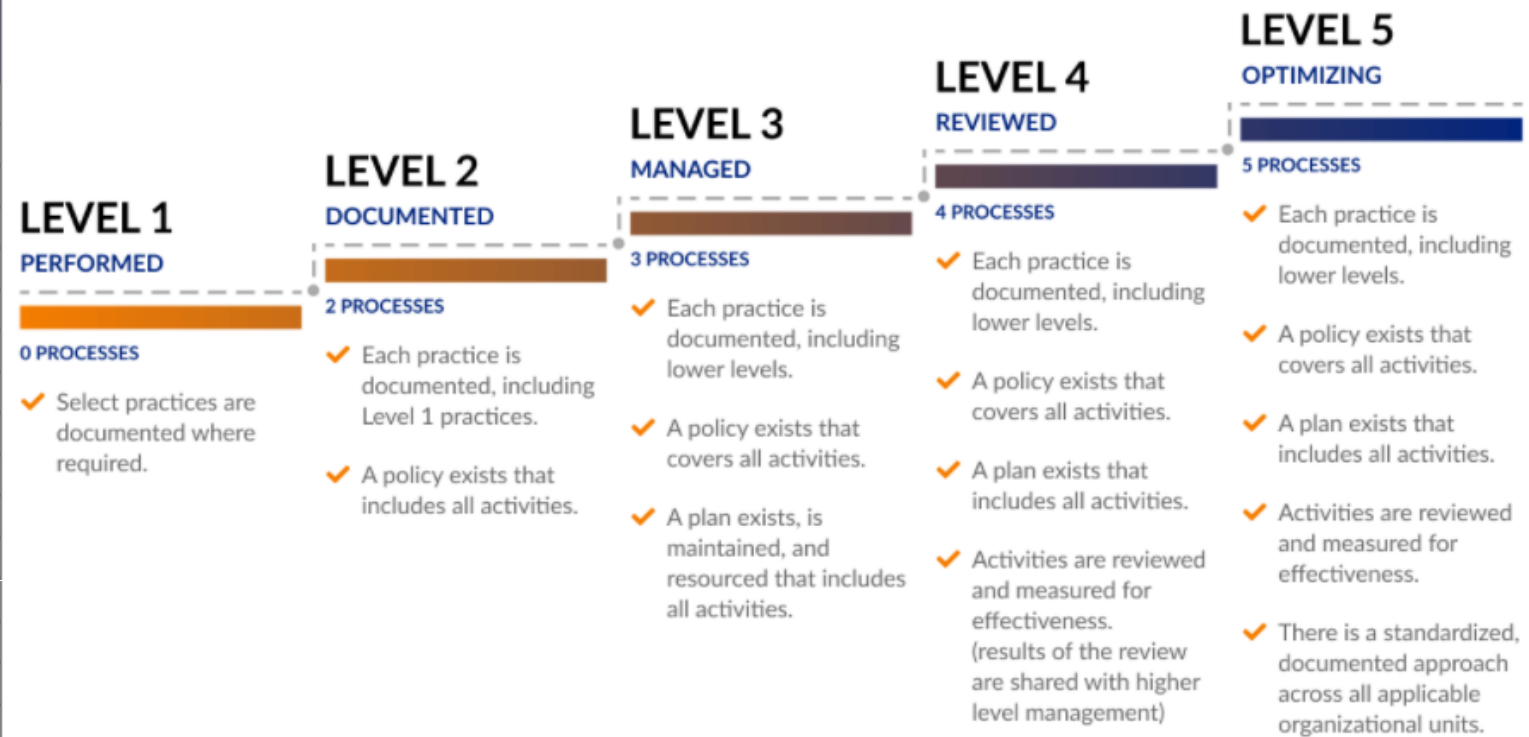 LEVEL 1
PERFORMED
0 PROCESSES
Select practices are
documented where
required.
LEVEL 2
DOCUMENTED
2 PROCESSES
Each practice is
documented, including
Level 1 practices.
A policy exists that
includes all activities.
LEVEL 3
MANAGED
3 PROCESSES
Each practice is
documented, including
lower levels.
A policy exists that
covers all activities.
A plan exists, is
maintained, and
resourced that includes
all activities.
LEVEL 4
REVIEWED
4 PROCESSES
Each practice is
documented, including
lower levels.
A policy exists that
covers all activities.
A plan exists that
includes all activities.
Activities are reviewed
and measured for
effectiveness.
(results of the review
are shared with higher
level management)
LEVEL 5
OPTIMIZING
5 PROCESSES
Each practice is
documented, including
lower levels.
A policy exists that
covers all activities.
A plan exists that
includes all activities.
Activities are reviewed
and measured for
effectiveness.
There is a standardized,
documented approach
across all applicable
organizational units.